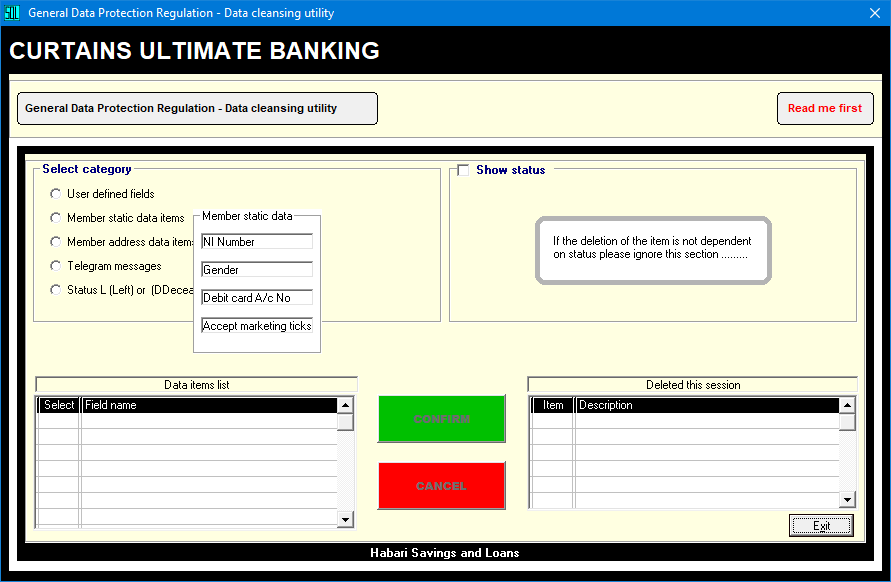 General Data Protection Regulation - Data cleansing utility
CURTAINS ULTIMATE BANKING
General Data Protection Regulation - Data cleansing utility
Read me first
Select category
User defined fields
Member static data items
Member address data items
Telegram messages
Status L (Left) or (DDecea
Member static data
NI Number
Gender
Debit card A/c No
Accept marketing ticks
Show status
If the deletion of the item is not dependent
on status please ignore this section .........
Data items list
Select Field name
CONFIRM
CANCEL
Deleted this session
Item Description
Exit
Habari Savings and Loans